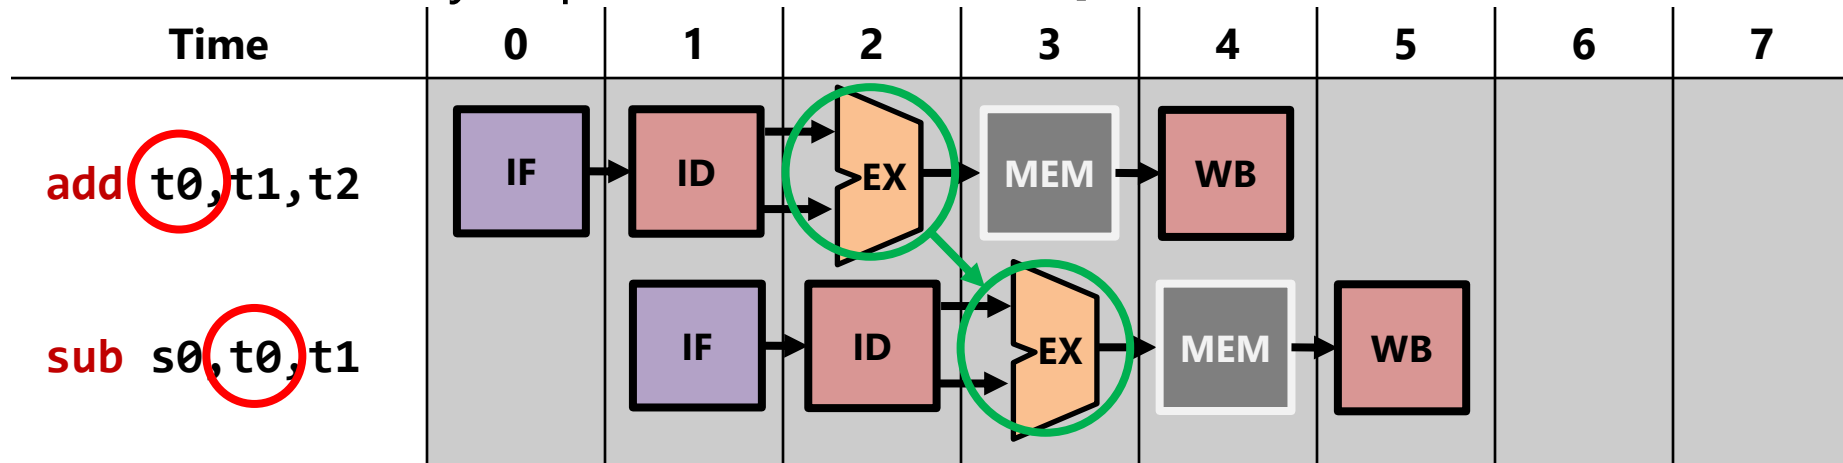 Time 0 1 2 3 4 5 6 7
add t0,t1,t2 IF ID EX MEM WB
sub s0,t0,t1 IF ID EX MEM WB